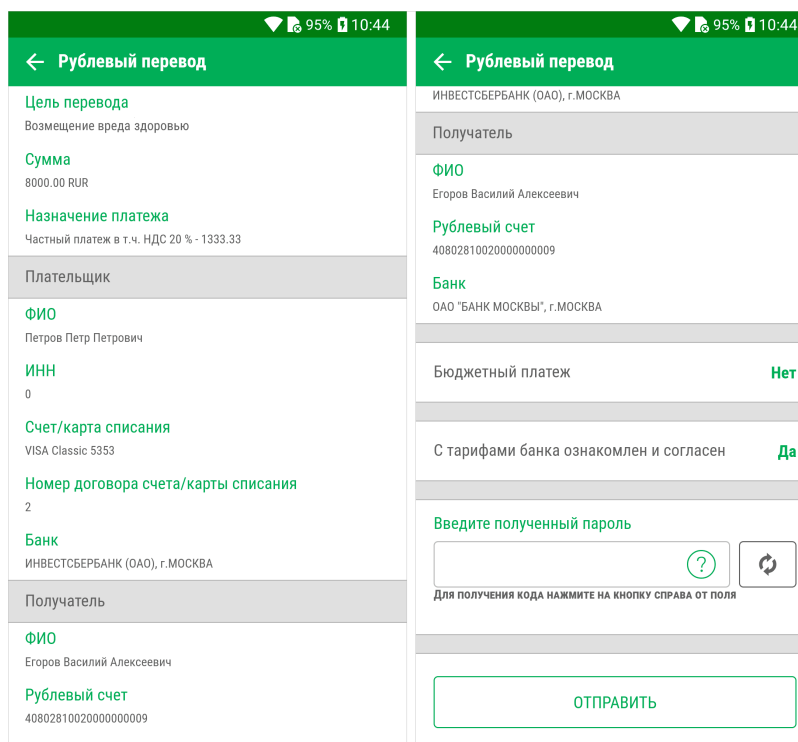 95% 10:44
Рублевый перевод
Цель перевода
Возмещение вреда здоровью
Сумма
8000.00 RUR
Назначение платежа
Частный платеж в т.ч. НДС 20 % - 1333.33
Плательщик
ФИО
Петров Петр Петрович
ИНН
0
Счет/карта списания
VISA Classic 5353
Номер договора счета/карты списания
2
Банк
ИНВЕСТСБЕРБАНК (ОАО), г.МОСКВА
Получатель
ФИО
Егоров Василий Алексеевич
Рублевый счет
40802810020000000009
95% 10:44
Рублевый перевод
ИНВЕСТСБЕРБАНК (ОАО), г.МОСКВА
Получатель
ФИО
Егоров Василий Алексеевич
Рублевый счет
40802810020000000009
Банк
ОАО "БАНК МОСКВЫ", г.МОСКВА
Бюджетный платеж Нет
С тарифами банка ознакомлен и согласен Да
Введите полученный пароль
?
Для получения кода нажмите на кнопку справа от поля
ОТПРАВИТЬ